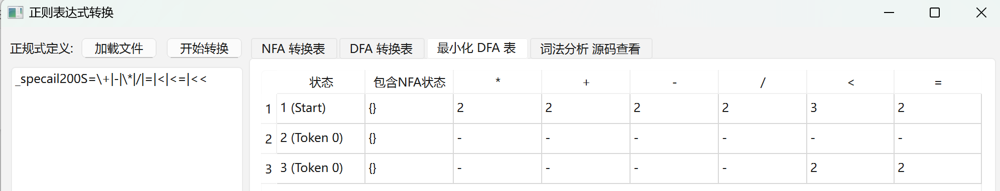 正则表达式转换
正规式定义: 加载文件 开始转换 NFA 转换表 DFA 转换表 最小化 DFA 表 词法分析 源码查看
_specail200S=\+|-|\*|/|=|<|<=|<<
状态 包含NFA状态 * + - / < =
1 1 (Start) {} 2 2 2 2 3 2
2 2 (Token 0) {} - - - - - -
3 3 (Token 0) {} - - - - 2 2